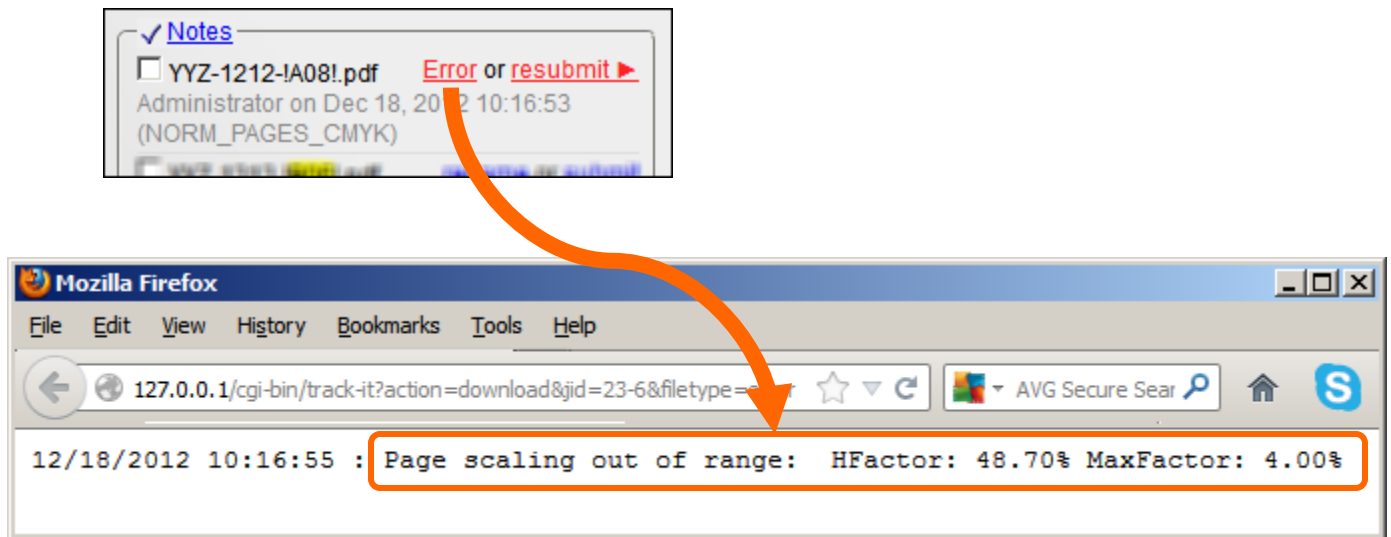 Notes
YYZ-1212-!A08!.pdf Error or resubmit ►
Administrator on Dec 18, 2012 10:16:53
(NORM_PAGES_CMYK)
Mozilla Firefox
File Edit View History Bookmarks Tools Help
127.0.0.1/cgi-bin/track-it?action=download&jid=23-6&filetype= AVG Secure Sear
12/18/2012 10:16:55 : Page scaling out of range: HFactor: 48.70% MaxFactor: 4.00%